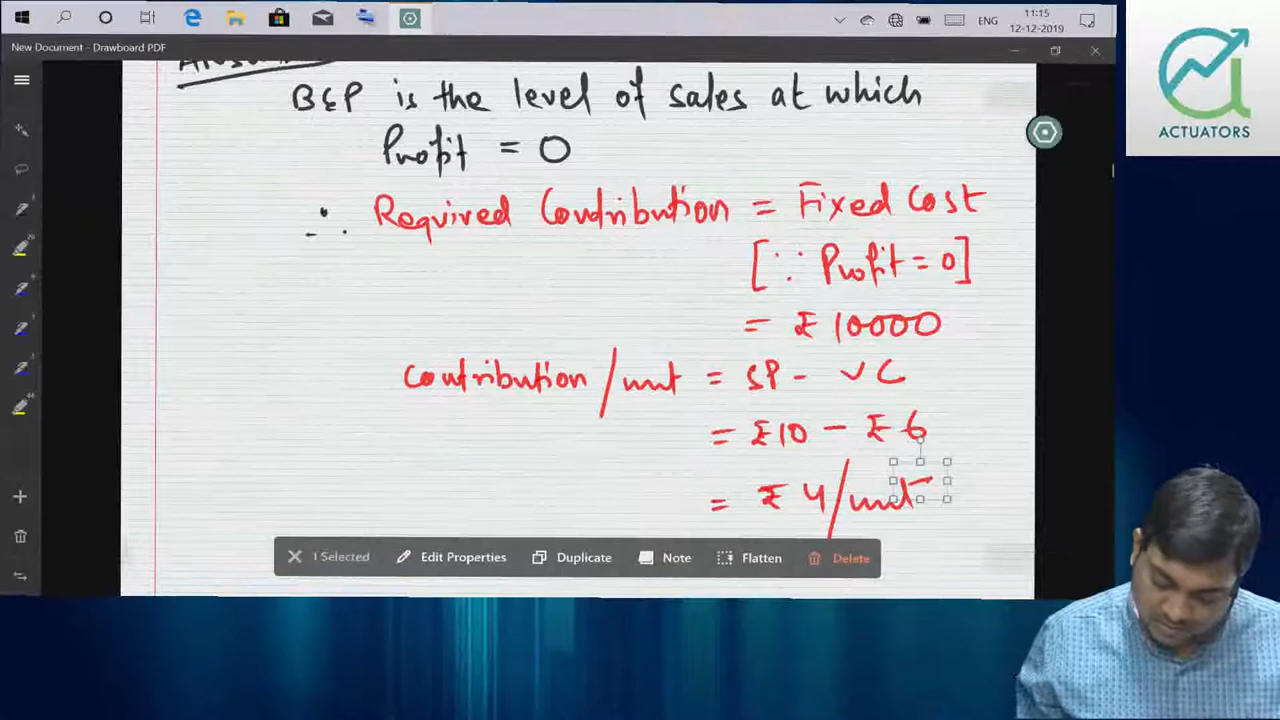 11:15
ENG
12-12-2019
New Document - Drawboard PDF
ACTUATORS
BEP is the level of sales at which
Profit = 0
∴ Required Contribution = Fixed Cost
[∵ Profit = 0]
= ₹ 10000
Contribution/unit = SP - VC
= ₹10 - ₹ 6
= ₹ 4/unit
1 Selected Edit Properties Duplicate Note Flatten Delete